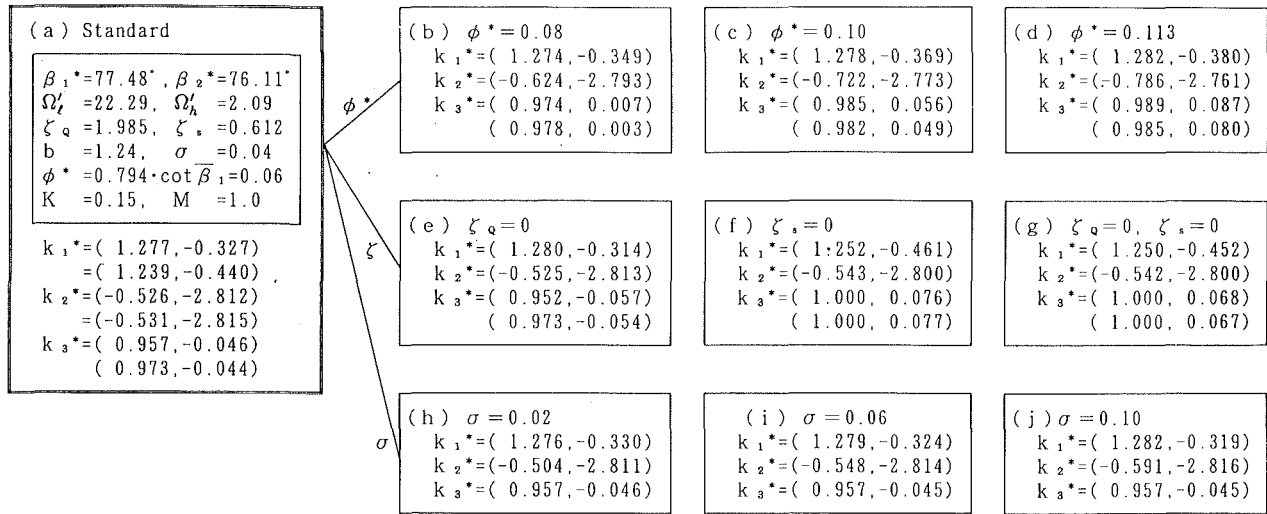 (a) Standard
β₁*=77.48°, β₂*=76.11°
Ω'ℓ=22.29, Ω'h=2.09
ζQ=1.985, ζs=0.612
b =1.24, σ =0.04
ϕ* =0.794·cot β̅₁=0.06
K =0.15, M =1.0
k₁*=( 1.277,-0.327)
=( 1.239,-0.440)
k₂*=(-0.526,-2.812)
=(-0.531,-2.815)
k₃*=( 0.957,-0.046)
( 0.973,-0.044)
ϕ*
ζ
σ
(b) ϕ*=0.08
k₁*=( 1.274,-0.349)
k₂*=(-0.624,-2.793)
k₃*=( 0.974, 0.007)
( 0.978, 0.003)
(c) ϕ*=0.10
k₁*=( 1.278,-0.369)
k₂*=(-0.722,-2.773)
k₃*=( 0.985, 0.056)
( 0.982, 0.049)
(d) ϕ*=0.113
k₁*=( 1.282,-0.380)
k₂*=(-0.786,-2.761)
k₃*=( 0.989, 0.087)
( 0.985, 0.080)
(e) ζQ=0
k₁*=( 1.280,-0.314)
k₂*=(-0.525,-2.813)
k₃*=( 0.952,-0.057)
( 0.973,-0.054)
(f) ζs=0
k₁*=( 1.252,-0.461)
k₂*=(-0.543,-2.800)
k₃*=( 1.000, 0.076)
( 1.000, 0.077)
(g) ζQ=0, ζs=0
k₁*=( 1.250,-0.452)
k₂*=(-0.542,-2.800)
k₃*=( 1.000, 0.068)
( 1.000, 0.067)
(h) σ=0.02
k₁*=( 1.276,-0.330)
k₂*=(-0.504,-2.811)
k₃*=( 0.957,-0.046)
(i) σ=0.06
k₁*=( 1.279,-0.324)
k₂*=(-0.548,-2.814)
k₃*=( 0.957,-0.045)
(j) σ=0.10
k₁*=( 1.282,-0.319)
k₂*=(-0.591,-2.816)
k₃*=( 0.957,-0.045)